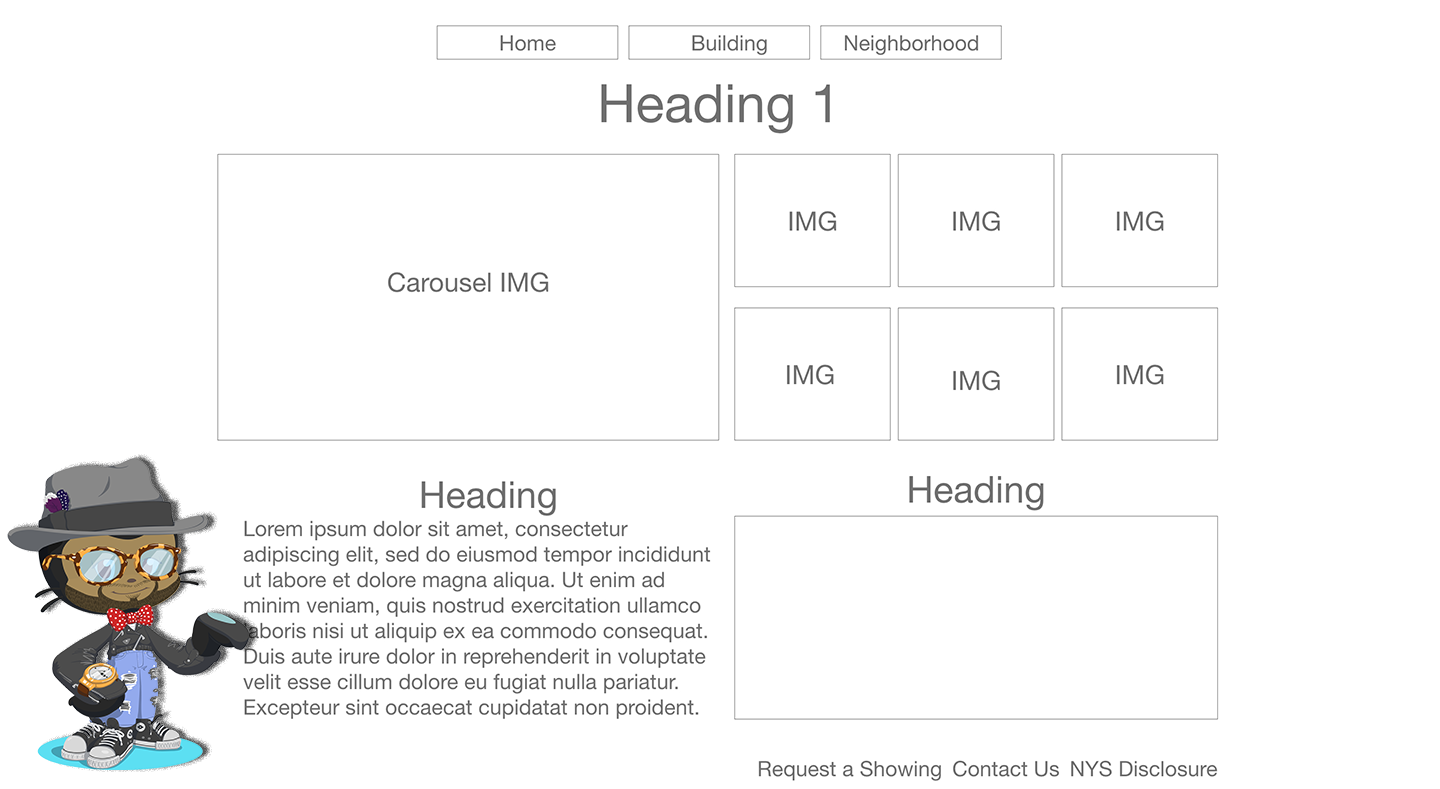 Home Building Neighborhood
Heading 1
Carousel IMG
IMG IMG IMG
IMG IMG IMG
Heading
Lorem ipsum dolor sit amet, consectetur
adipiscing elit, sed do eiusmod tempor incididunt
ut labore et dolore magna aliqua. Ut enim ad
minim veniam, quis nostrud exercitation ullamco
laboris nisi ut aliquip ex ea commodo consequat.
Duis aute irure dolor in reprehenderit in voluptate
velit esse cillum dolore eu fugiat nulla pariatur.
Excepteur sint occaecat cupidatat non proident.
Heading
Request a Showing Contact Us NYS Disclosure